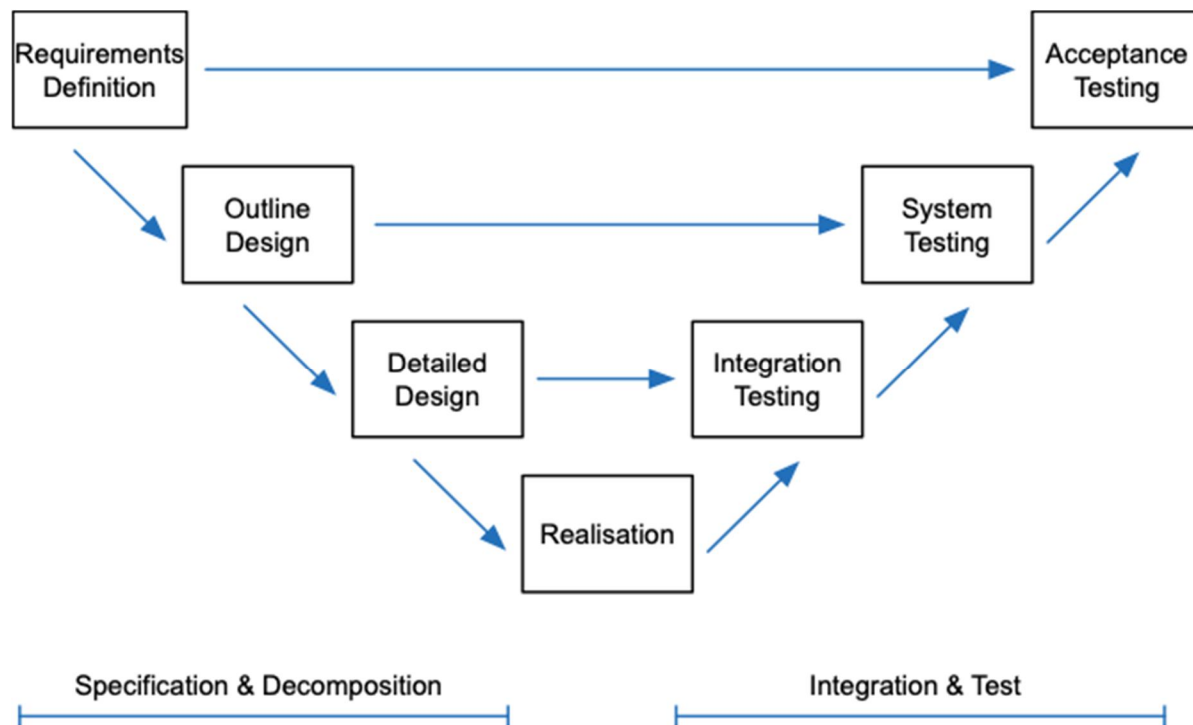 Requirements
Definition
Acceptance
Testing
Outline
Design
System
Testing
Detailed
Design
Integration
Testing
Realisation
Specification & Decomposition
Integration & Test